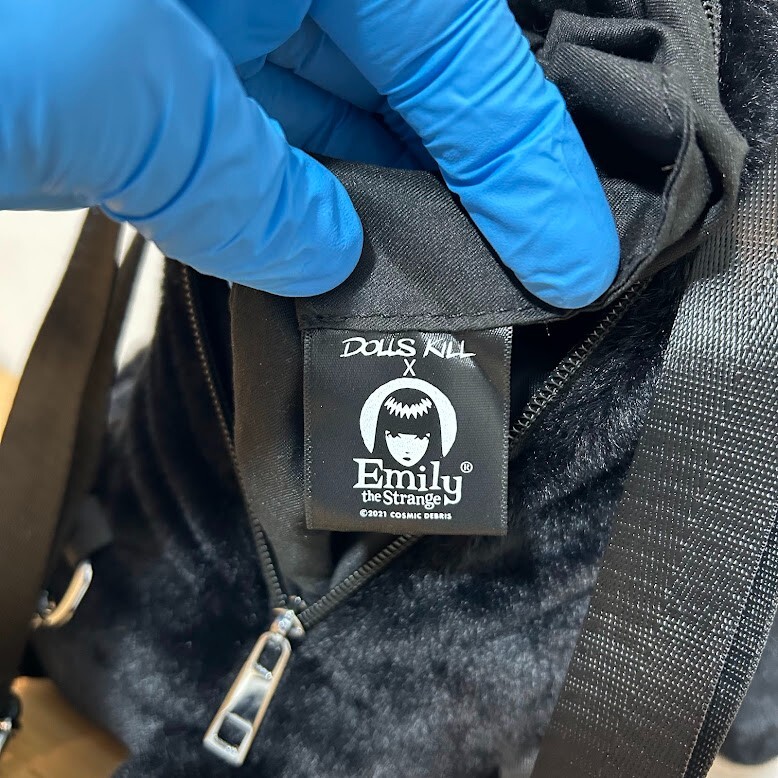 DOLLS KILL
X
Emily®
the Strange
©2021 COSMIC DEBRIS